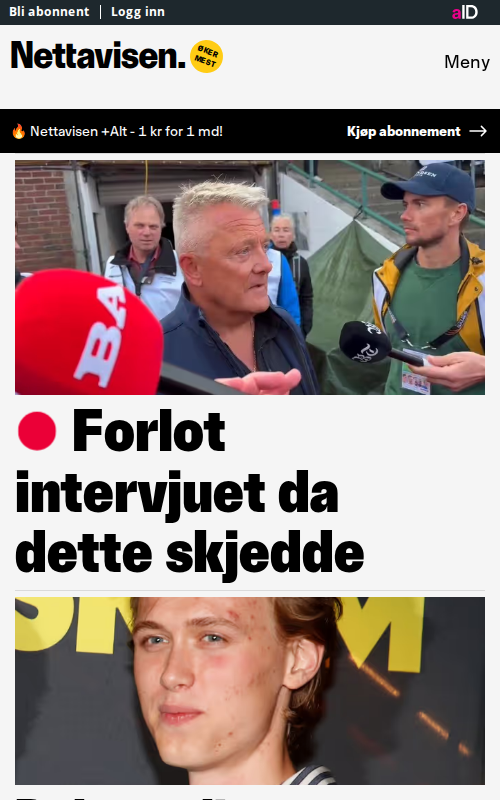 Bli abonnent | Logg inn
aID
Nettavisen.
ØKER
MEST
Meny
🔥 Nettavisen +Alt - 1 kr for 1 md!
Kjøp abonnement →
BA
Forlot
intervjuet da
dette skjedde